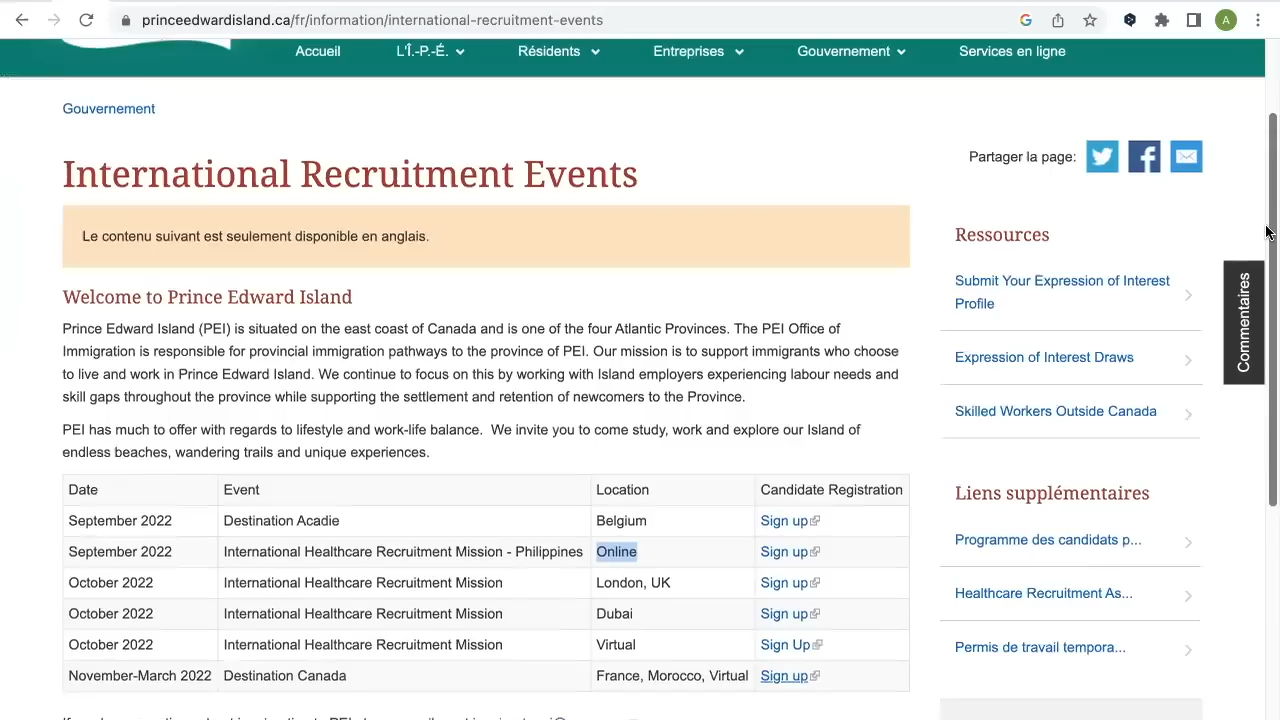 princeedwardisland.ca/fr/information/international-recruitment-events
A
Accueil L'Î.-P.-É. Résidents Entreprises Gouvernement Services en ligne
Gouvernement
Partager la page:
International Recruitment Events
Le contenu suivant est seulement disponible en anglais.
Welcome to Prince Edward Island
Prince Edward Island (PEI) is situated on the east coast of Canada and is one of the four Atlantic Provinces. The PEI Office of
Immigration is responsible for provincial immigration pathways to the province of PEI. Our mission is to support immigrants who choose
to live and work in Prince Edward Island. We continue to focus on this by working with Island employers experiencing labour needs and
skill gaps throughout the province while supporting the settlement and retention of newcomers to the Province.
PEI has much to offer with regards to lifestyle and work-life balance. We invite you to come study, work and explore our Island of
endless beaches, wandering trails and unique experiences.
Date Event Location Candidate Registration
September 2022 Destination Acadie Belgium Sign up
September 2022 International Healthcare Recruitment Mission - Philippines Online Sign up
October 2022 International Healthcare Recruitment Mission London, UK Sign up
October 2022 International Healthcare Recruitment Mission Dubai Sign up
October 2022 International Healthcare Recruitment Mission Virtual Sign Up
November-March 2022 Destination Canada France, Morocco, Virtual Sign up
Ressources
Submit Your Expression of Interest
Profile
Expression of Interest Draws
Skilled Workers Outside Canada
Liens supplémentaires
Programme des candidats p...
Healthcare Recruitment As...
Permis de travail tempora...
Commentaires